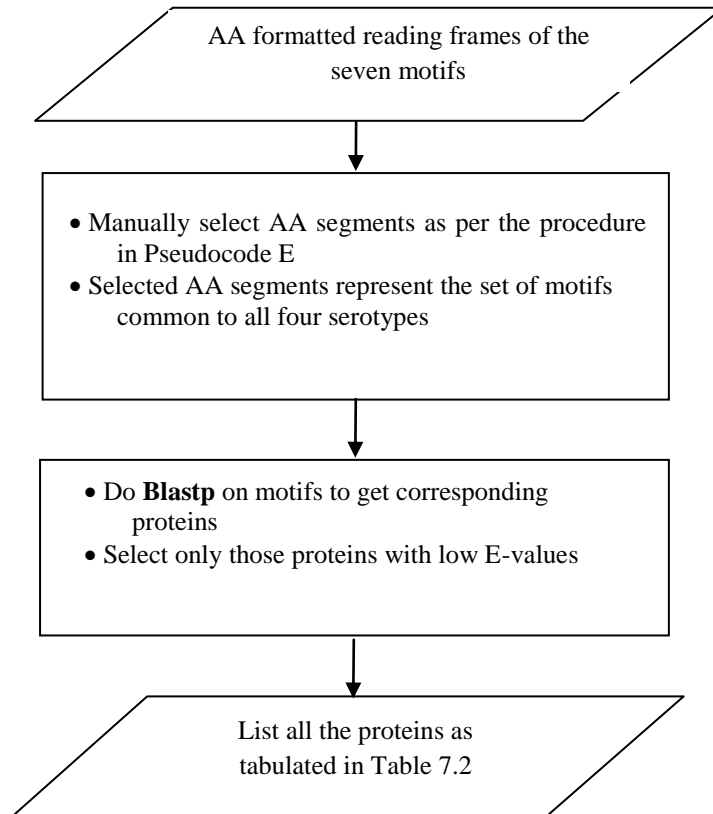 AA formatted reading frames of the
seven motifs
• Manually select AA segments as per the procedure
in Pseudocode E
• Selected AA segments represent the set of motifs
common to all four serotypes
• Do Blastp on motifs to get corresponding
proteins
• Select only those proteins with low E-values
List all the proteins as
tabulated in Table 7.2